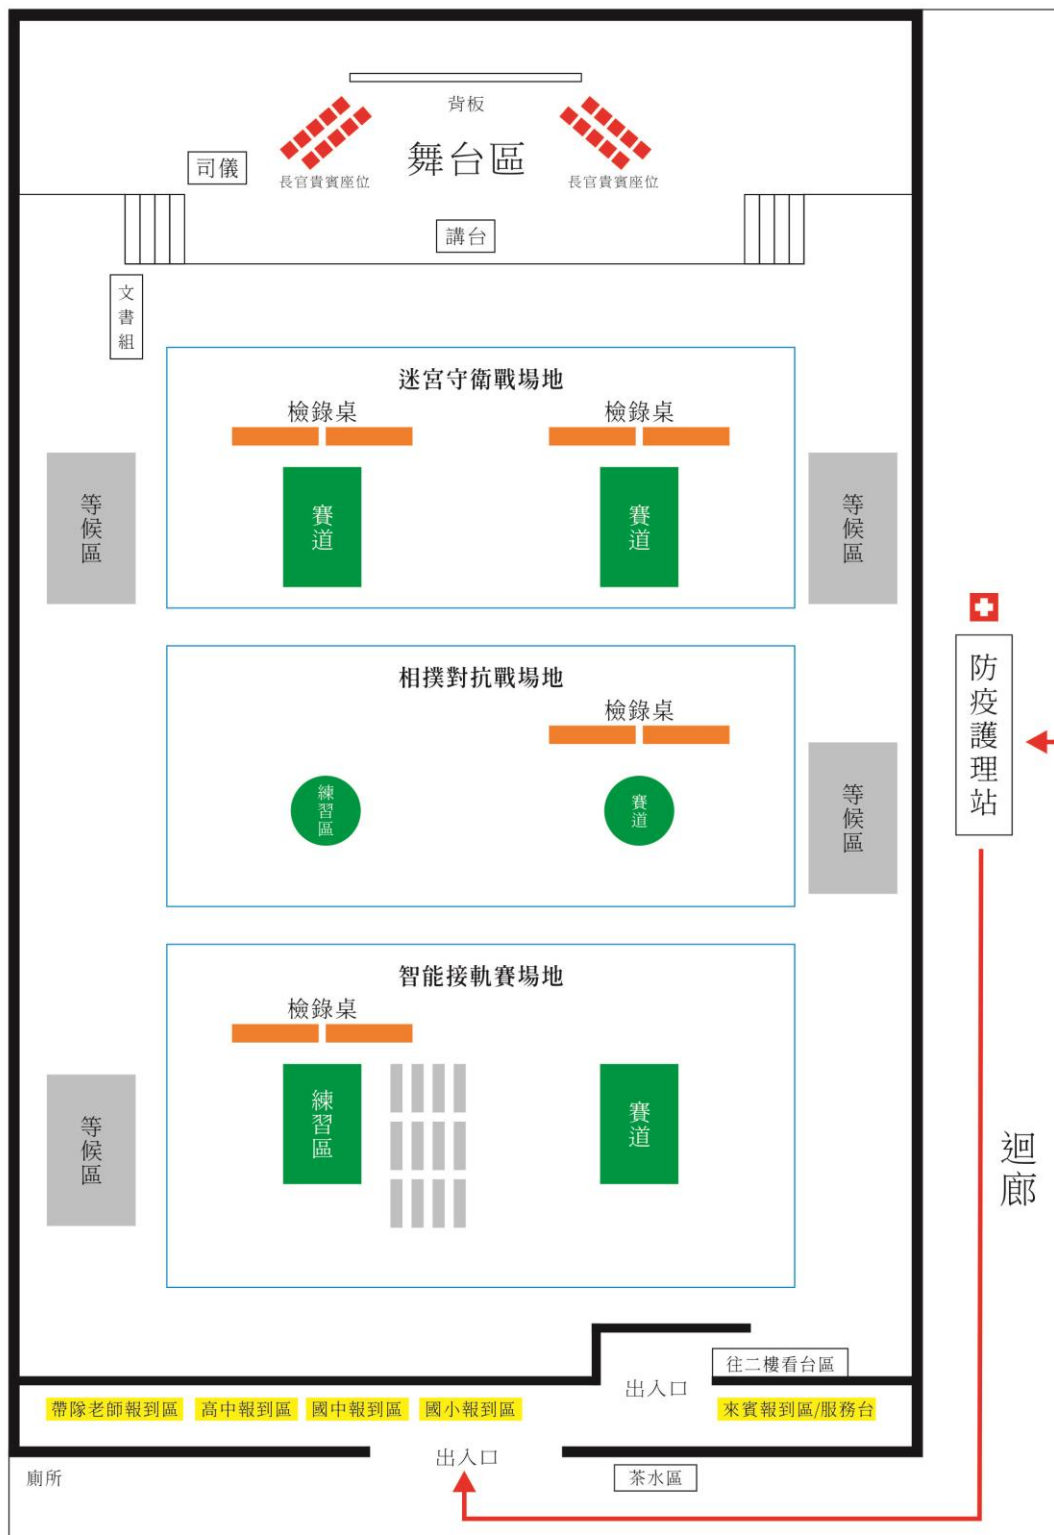 背板
舞台區
司儀
長官貴賓座位
長官貴賓座位
講台
文書組
迷宮守衛戰場地
檢錄桌
檢錄桌
等候區
賽道
賽道
等候區
相撲對抗戰場地
檢錄桌
練習區
賽道
等候區
防疫護理站
智能接軌賽場地
檢錄桌
等候區
練習區
賽道
迴廊
往二樓看台區
出入口
帶隊老師報到區
高中報到區
國中報到區
國小報到區
來賓報到區/服務台
出入口
廁所
茶水區